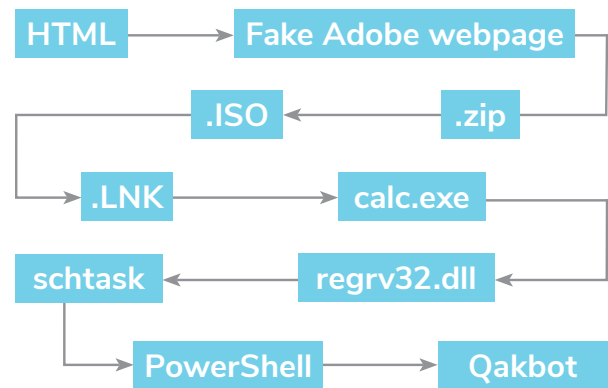 HTML
Fake Adobe webpage
.zip
.ISO
.LNK
calc.exe
regrv32.dll
schtask
PowerShell
Qakbot